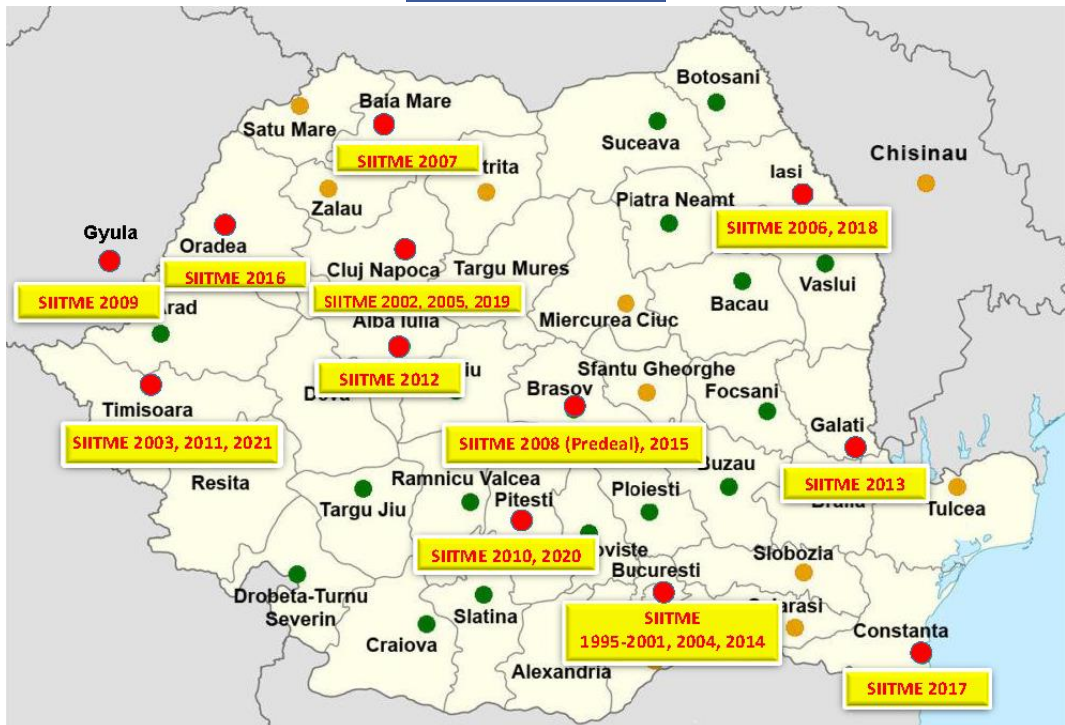 Botosani
Baia Mare
Satu Mare
Suceava
Chisinau
SIITME 2007
trita
Iasi
Zalau
Piatra Neamt
SIITME 2006, 2018
Gyula
Oradea
Cluj Napoca
Targu Mures
SIITME 2016
Vaslui
Bacau
SIITME 2009
SIITME 2002, 2005, 2019
rad
Alba Iulia
Miercurea Ciuc
SIITME 2012
iu
Sfantu Gheorghe
Brasov
Focsani
Deva
Timisoara
Galati
SIITME 2003, 2011, 2021
SIITME 2008 (Predeal), 2015
Buzau
Resita
Ramnicu Valcea
SIITME 2013
Pitesti
Ploiesti
Braila
Targu Jiu
Tulcea
SIITME 2010, 2020
oviste
Slobozia
Bucuresti
Drobeta-Turnu
Severin
Slatina
SIITME
1995-2001, 2004, 2014
arasi
Craiova
Constanta
Alexandria
SIITME 2017